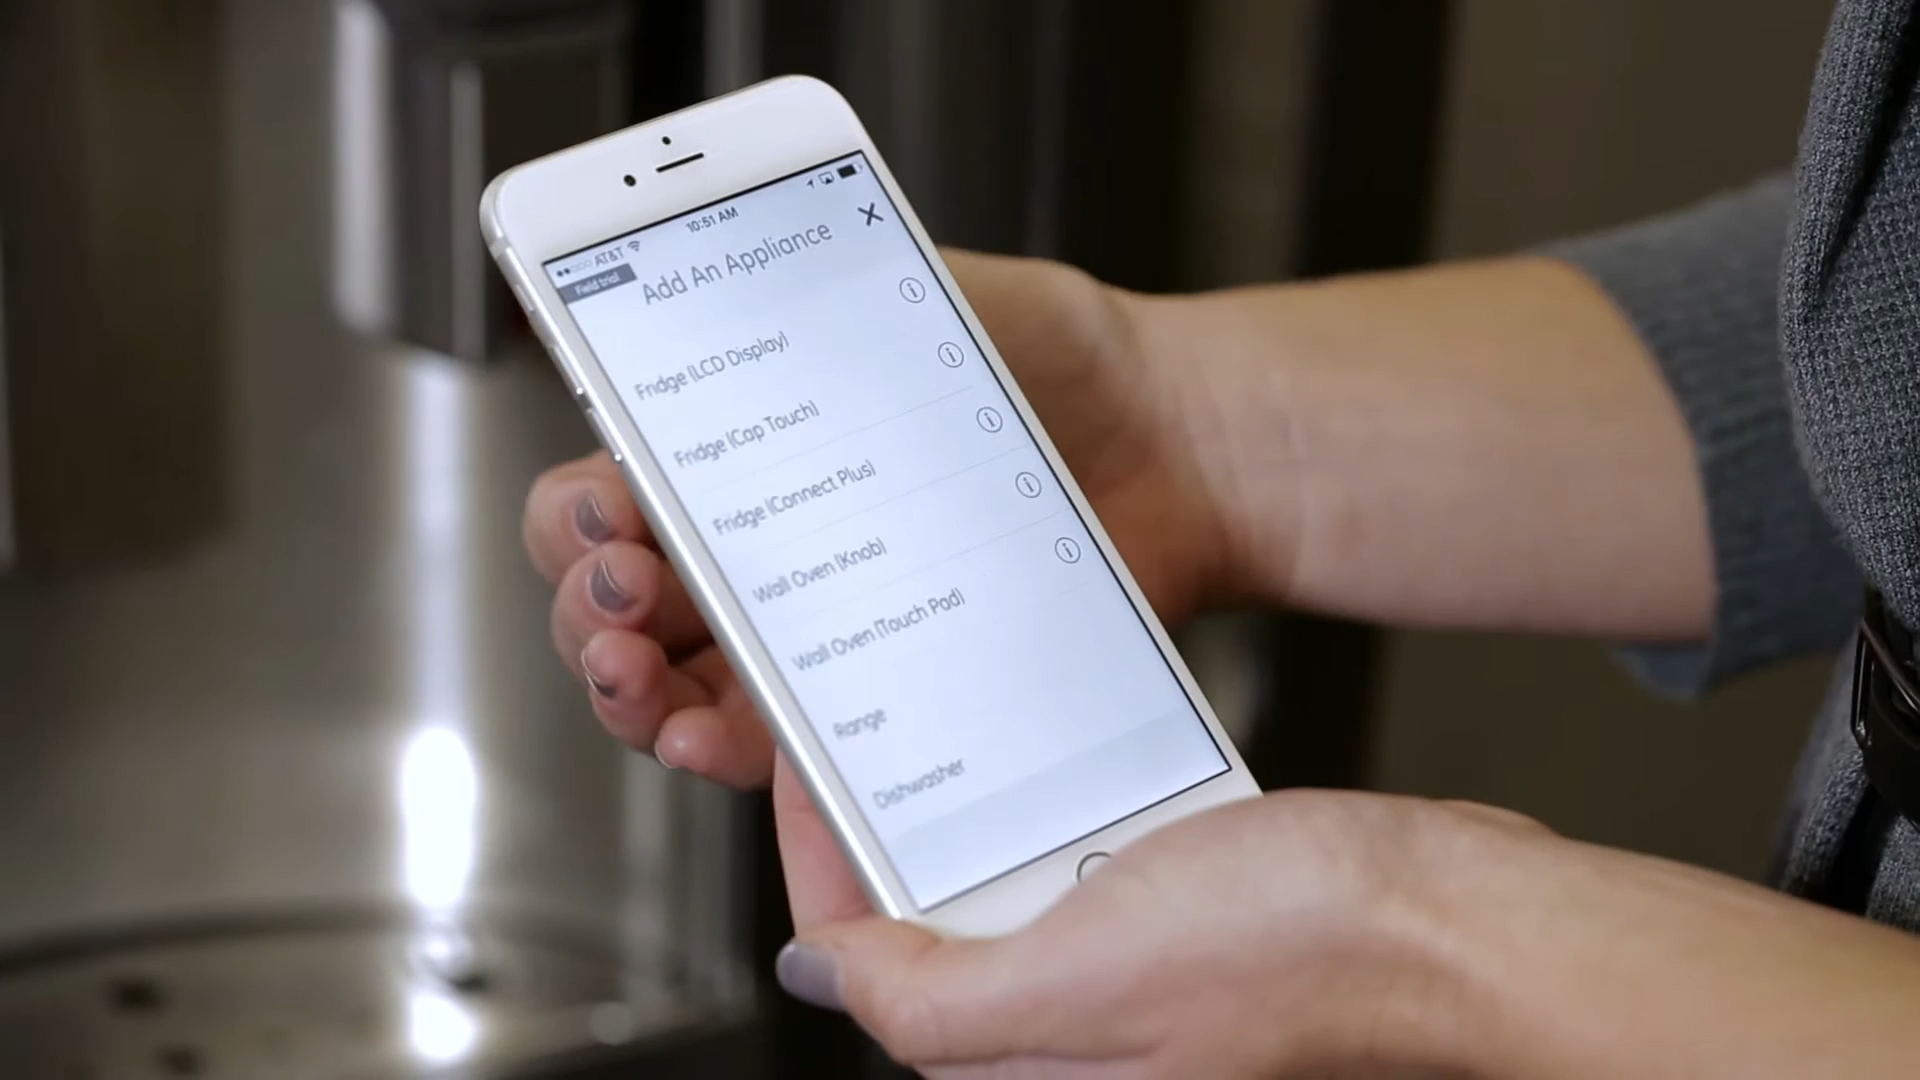 AT&T 10:51 AM
Field trial
Add An Appliance
Fridge (LCD Display)
Fridge (Cap Touch)
Fridge (Connect Plus)
Wall Oven (Knob)
Wall Oven (Touch Pad)
Range
Dishwasher